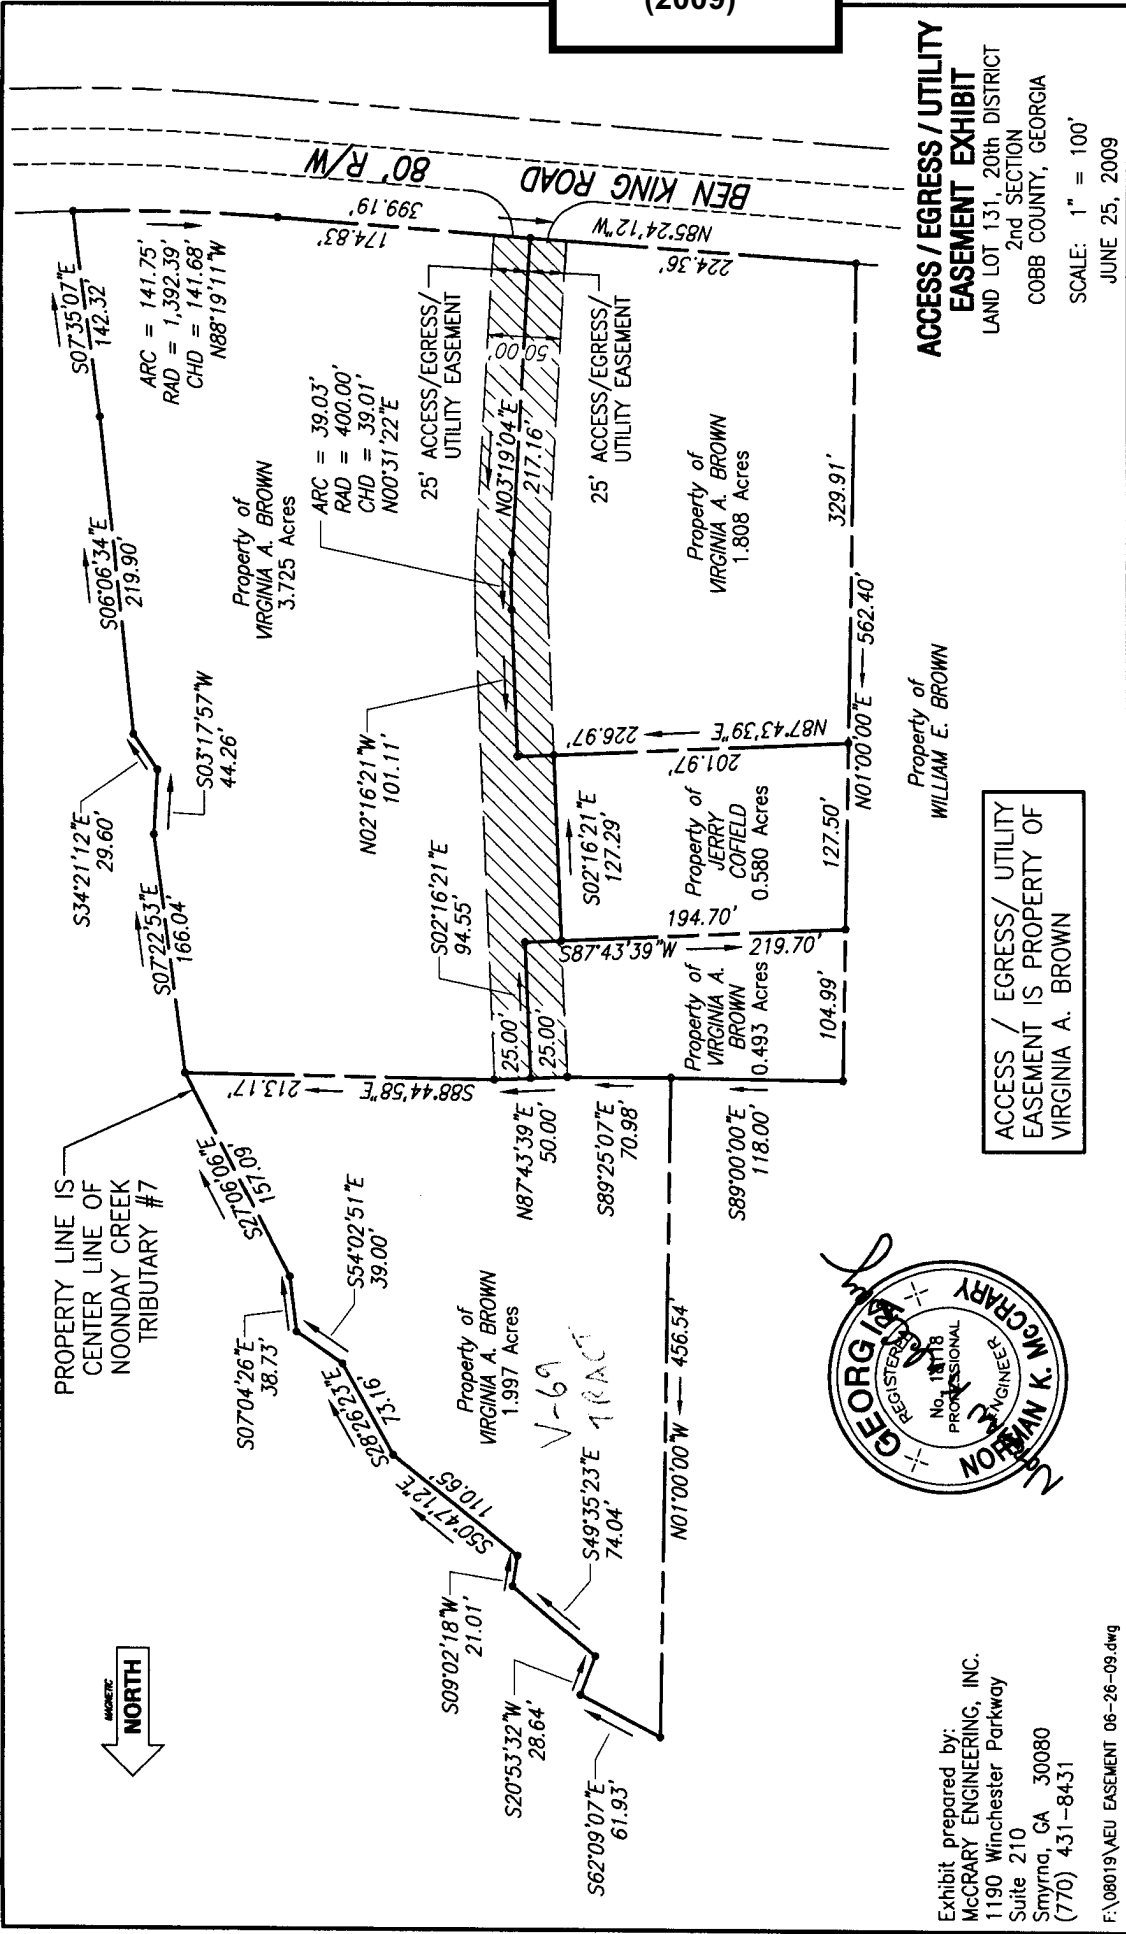 (2009)
ACCESS / EGRESS / UTILITY
EASEMENT EXHIBIT
LAND LOT 131, 20th DISTRICT
2nd SECTION
COBB COUNTY, GEORGIA
SCALE: 1" = 100'
JUNE 25, 2009
BEN KING ROAD
80' R/W
PROPERTY LINE IS
CENTER LINE OF
NOONDAY CREEK
TRIBUTARY #7
MAGNETIC
NORTH
S62°09'07"E
61.93'
S20°53'32"W
28.64'
S49°35'23"E
74.04'
S09°02'18"W
21.01'
S50°47'12"E
110.65'
S28°26'23"E
73.16'
S54°02'51"E
39.00'
S07°04'26"E
38.73'
S27°06'06"E
157.09'
S07°22'53"E
166.04'
S03°17'57"W
44.26'
S34°21'12"E
29.60'
S06°06'34"E
219.90'
S07°35'07"E
142.32'
ARC = 141.75'
RAD = 1,392.39'
CHD = 141.68'
N88°19'11"W
399.19'
174.83'
N85°24'12"W
224.36'
Property of
VIRGINIA A. BROWN
3.725 Acres
ARC = 39.03'
RAD = 400.00'
CHD = 39.01'
N00°31'22"E
25' ACCESS/EGRESS/
UTILITY EASEMENT
50.00'
N03°19'04"E
217.16'
25' ACCESS/EGRESS/
UTILITY EASEMENT
N02°16'21"W
101.11'
S02°16'21"E
94.55'
S02°16'21"E
127.29'
Property of
VIRGINIA A. BROWN
1.808 Acres
329.91'
N87°43'39"E
226.97'
201.97'
Property of
JERRY
COFIELD
0.580 Acres
127.50'
N01°00'00"E
562.40'
194.70'
S87°43'39"W
219.70'
Property of
VIRGINIA A.
BROWN
0.493 Acres
104.99'
25.00'
25.00'
S88°44'58"E
213.17'
N87°43'39"E
50.00'
S89°25'07"E
70.98'
S89°00'00"E
118.00'
Property of
VIRGINIA A. BROWN
1.997 Acres
V-69
TRACT
N01°00'00"W
456.54'
Property of
WILLIAM E. BROWN
ACCESS / EGRESS/ UTILITY
EASEMENT IS PROPERTY OF
VIRGINIA A. BROWN
GEORGIA
REGISTERED
No. 18118
PROFESSIONAL
ENGINEER
NORMAN K. McCRARY
Exhibit prepared by:
McCRARY ENGINEERING, INC.
1190 Winchester Parkway
Suite 210
Smyrna, GA 30080
(770) 431-8431
F:\08019\AEU EASEMENT 06-26-09.dwg